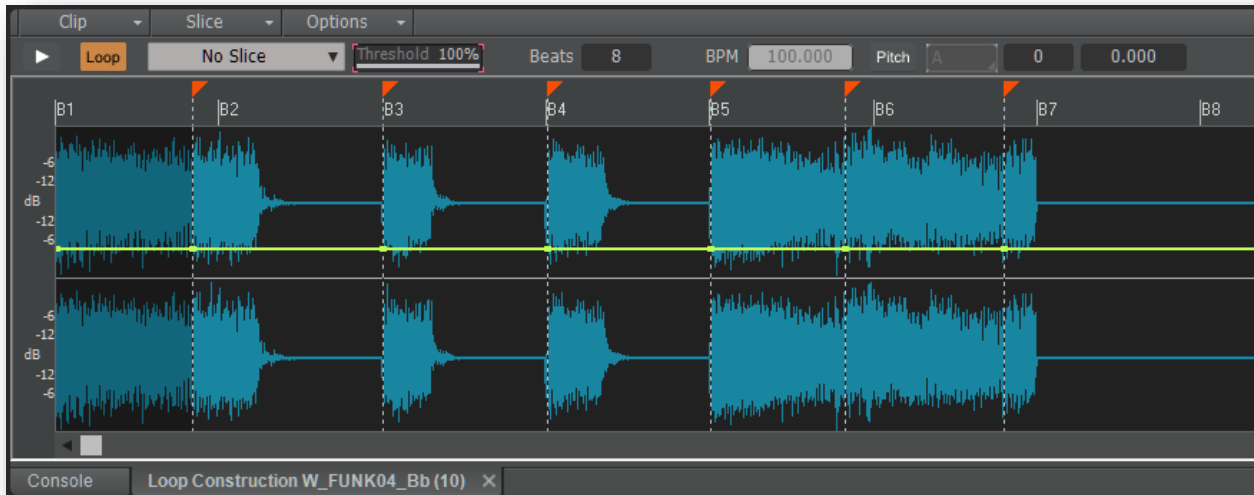 Clip Slice Options
Loop No Slice Threshold 100% Beats 8 BPM 100.000 Pitch A 0 0.000
B1 B2 B3 B4 B5 B6 B7 B8
-6
-12
dB
-12
-6
-6
-12
dB
-12
-6
Console Loop Construction W_FUNK04_Bb (10)